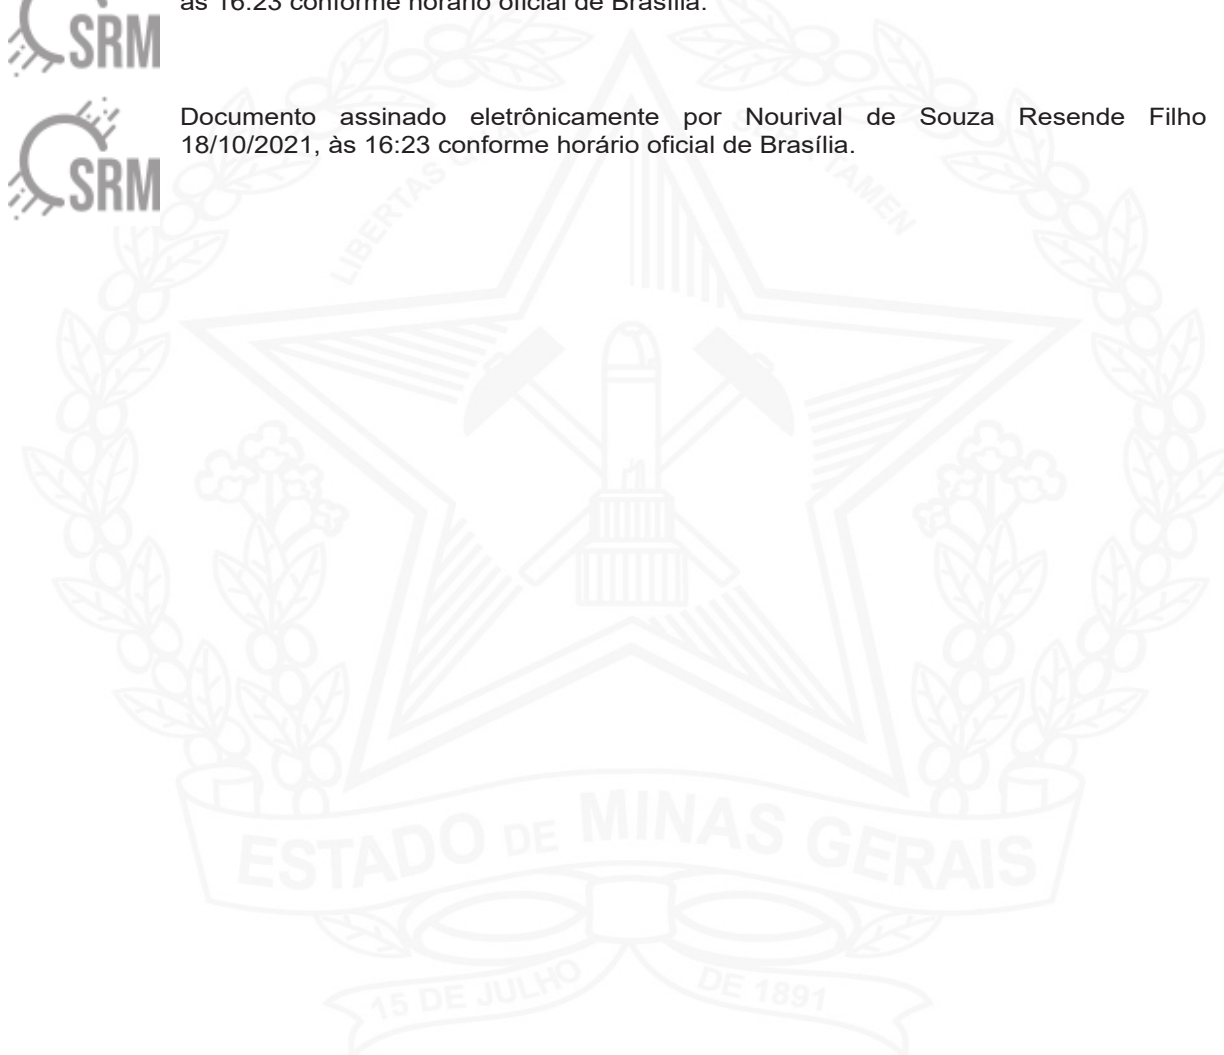 às 16:23 conforme horário oficial de Brasília.
SRM
Documento assinado eletrônicamente por Nourival de Souza Resende Filho
18/10/2021, às 16:23 conforme horário oficial de Brasília.
SRM
LIBERTAS QUAE SERA TAMEN
ESTADO DE MINAS GERAIS
15 DE JULHO DE 1891